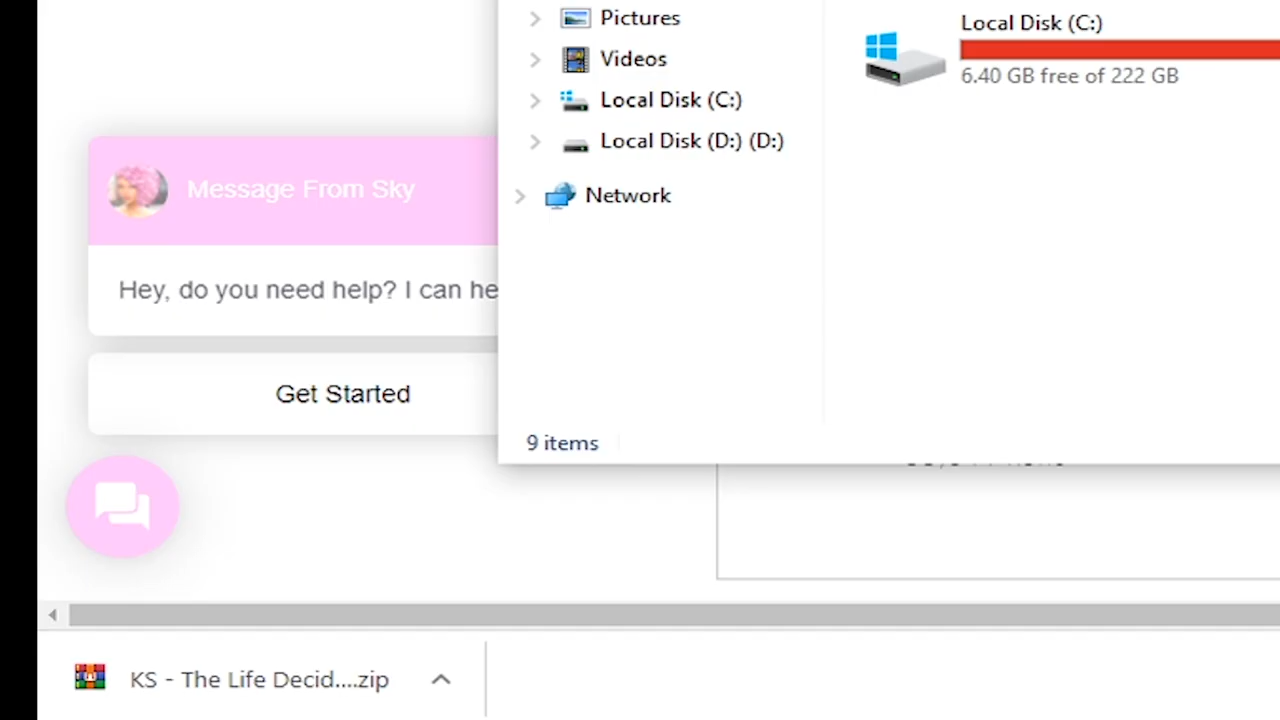 Pictures
Videos
Local Disk (C:)
Local Disk (D:) (D:)
Network
9 items
Local Disk (C:)
6.40 GB free of 222 GB
Message From Sky
Hey, do you need help? I can he
Get Started
KS - The Life Decid....zip